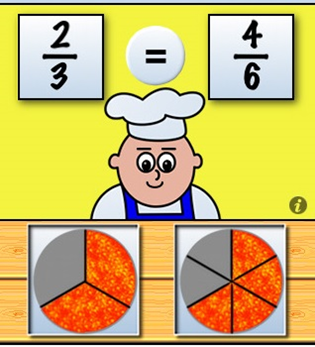 2/3 = 4/6
i